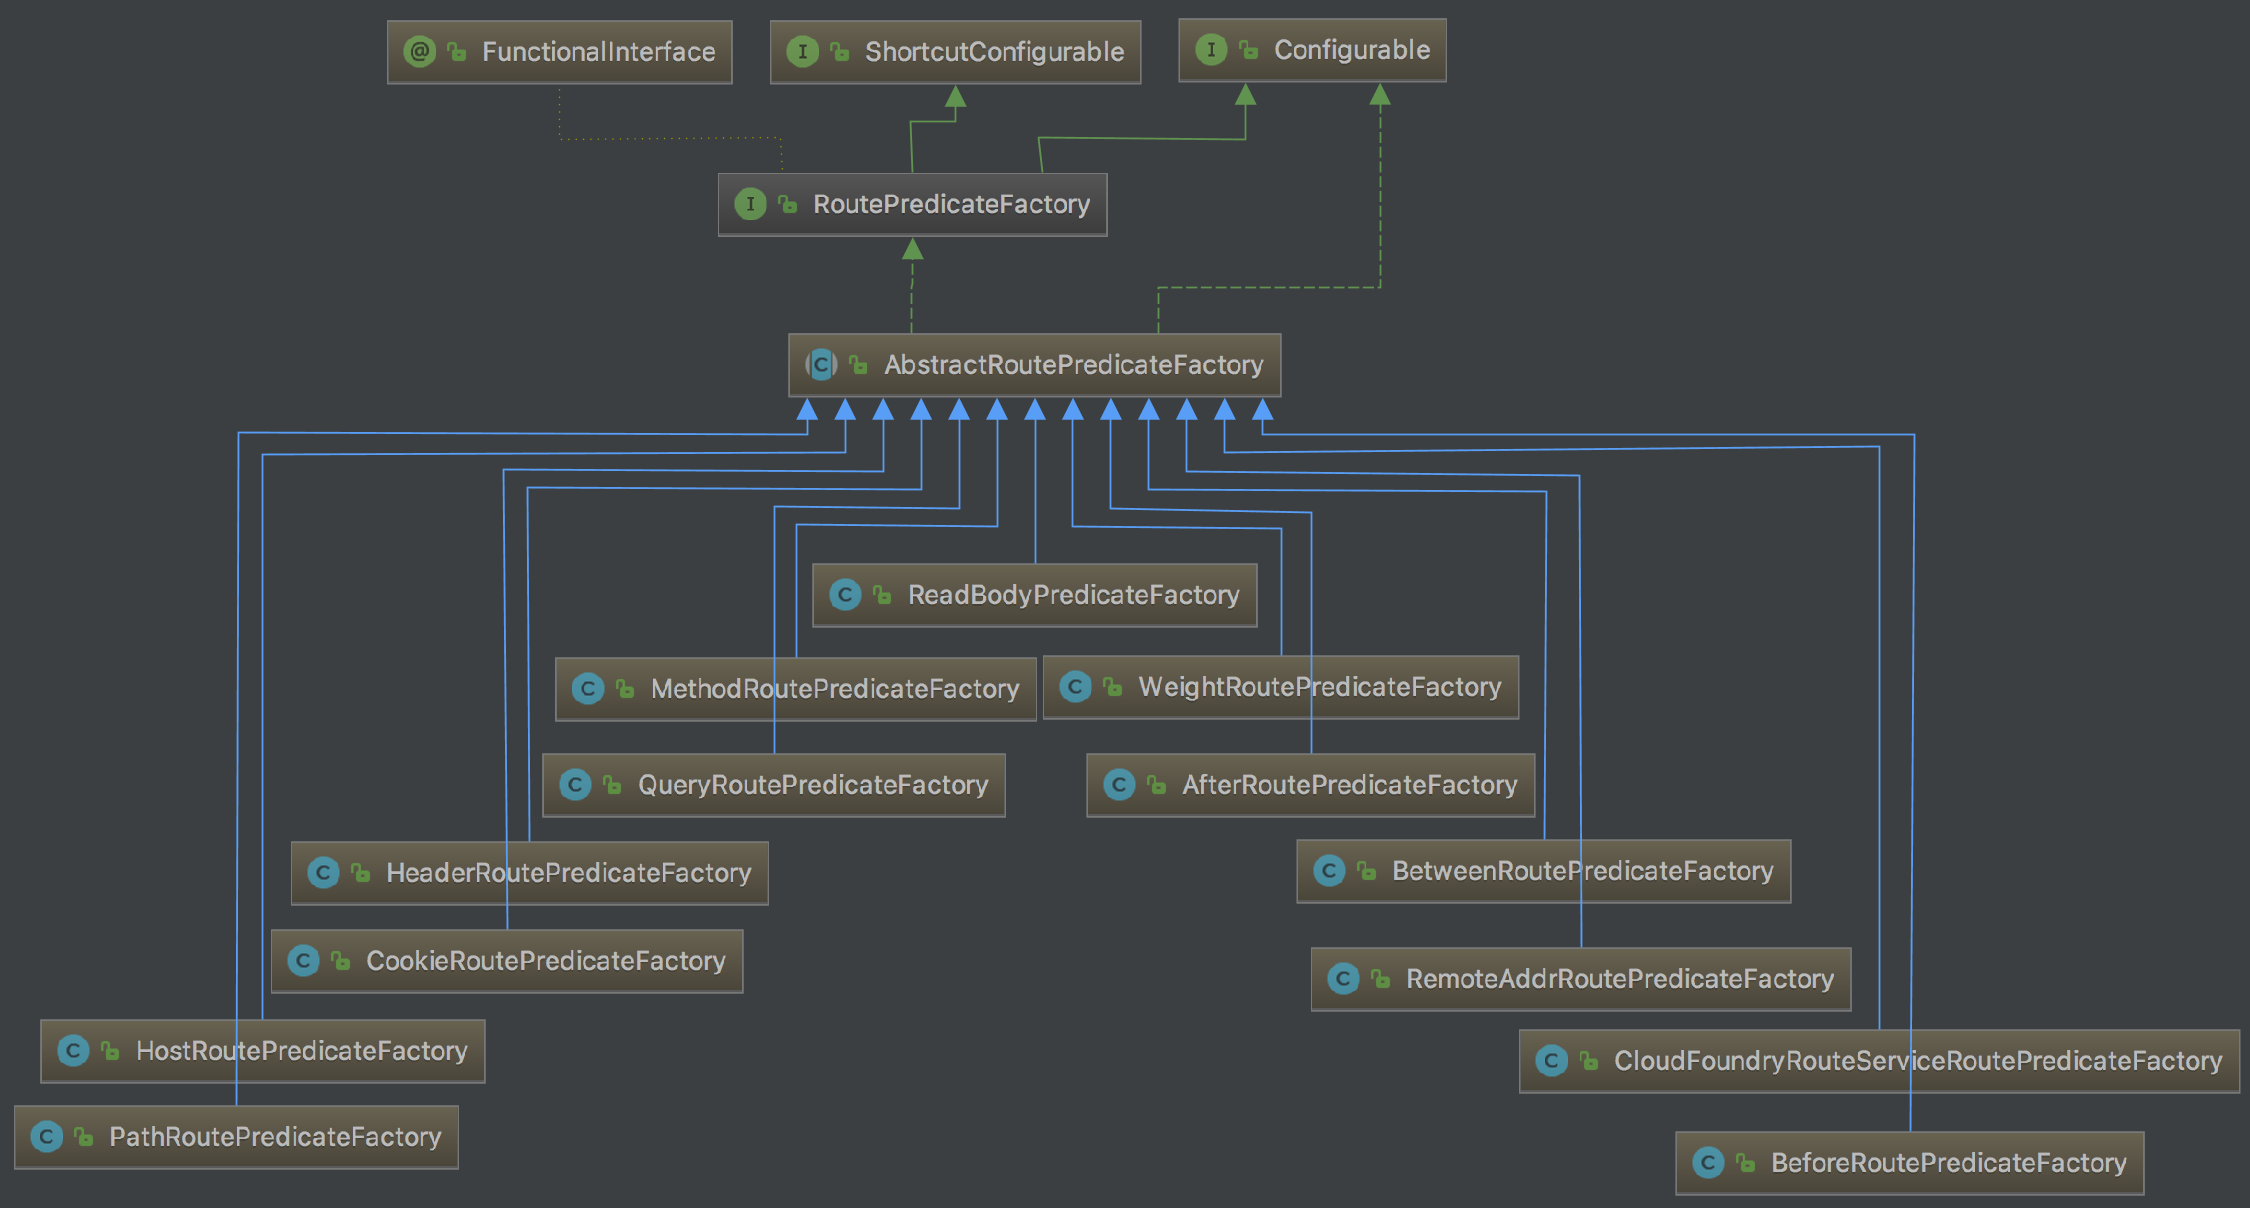 @ FunctionalInterface
I ShortcutConfigurable
I Configurable
I RoutePredicateFactory
C AbstractRoutePredicateFactory
C ReadBodyPredicateFactory
C MethodRoutePredicateFactory
C WeightRoutePredicateFactory
C QueryRoutePredicateFactory
C AfterRoutePredicateFactory
C HeaderRoutePredicateFactory
C BetweenRoutePredicateFactory
C CookieRoutePredicateFactory
C RemoteAddrRoutePredicateFactory
C HostRoutePredicateFactory
C CloudFoundryRouteServiceRoutePredicateFactory
C PathRoutePredicateFactory
C BeforeRoutePredicateFactory